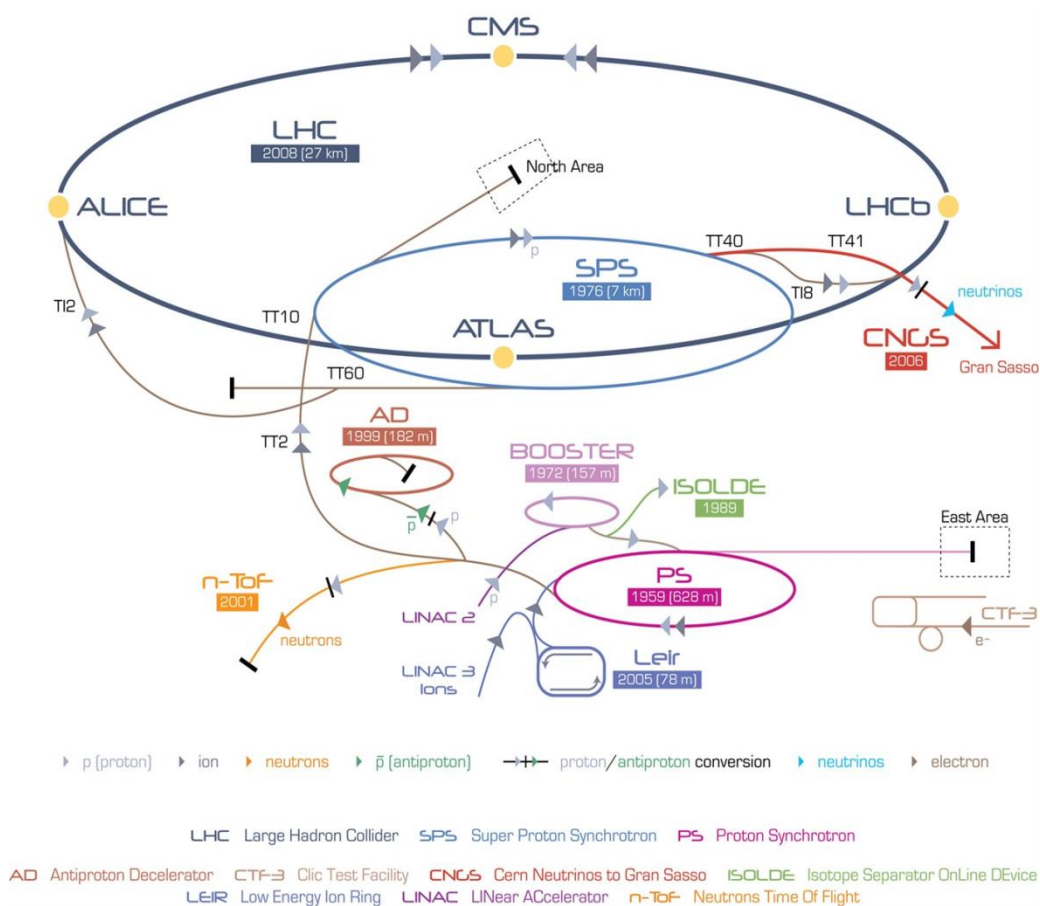 CMS
LHC
2008 (27 km)
North Area
ALICE
LHCb
TT40
TT41
p
SPS
1976 (7 km)
TI8
neutrinos
TI2
TT10
ATLAS
CNGS
2006
Gran Sasso
TT60
AD
1999 (182 m)
TT2
BOOSTER
1972 (157 m)
ISOLDE
1989
p̄
p
East Area
n-ToF
2001
PS
1959 (628 m)
LINAC 2
p
CTF-3
e-
neutrons
LINAC 3
Ions
Leir
2005 (78 m)
p (proton) ion neutrons p̄ (antiproton) proton/antiproton conversion neutrinos electron
LHC Large Hadron Collider SPS Super Proton Synchrotron PS Proton Synchrotron
AD Antiproton Decelerator CTF-3 Clic Test Facility CNGS Cern Neutrinos to Gran Sasso ISOLDE Isotope Separator OnLine DEvice
LEIR Low Energy Ion Ring LINAC LINear ACcelerator n-ToF Neutrons Time Of Flight